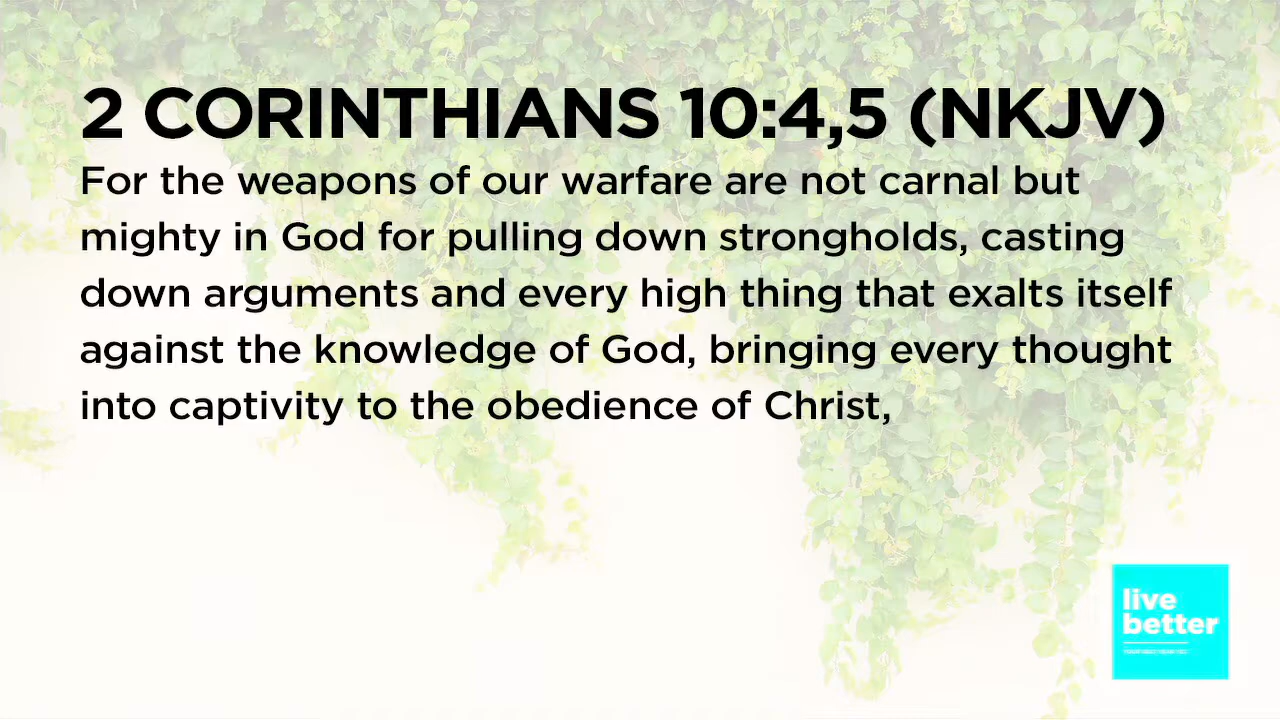 2 CORINTHIANS 10:4,5 (NKJV)
For the weapons of our warfare are not carnal but
mighty in God for pulling down strongholds, casting
down arguments and every high thing that exalts itself
against the knowledge of God, bringing every thought
into captivity to the obedience of Christ,
live
better